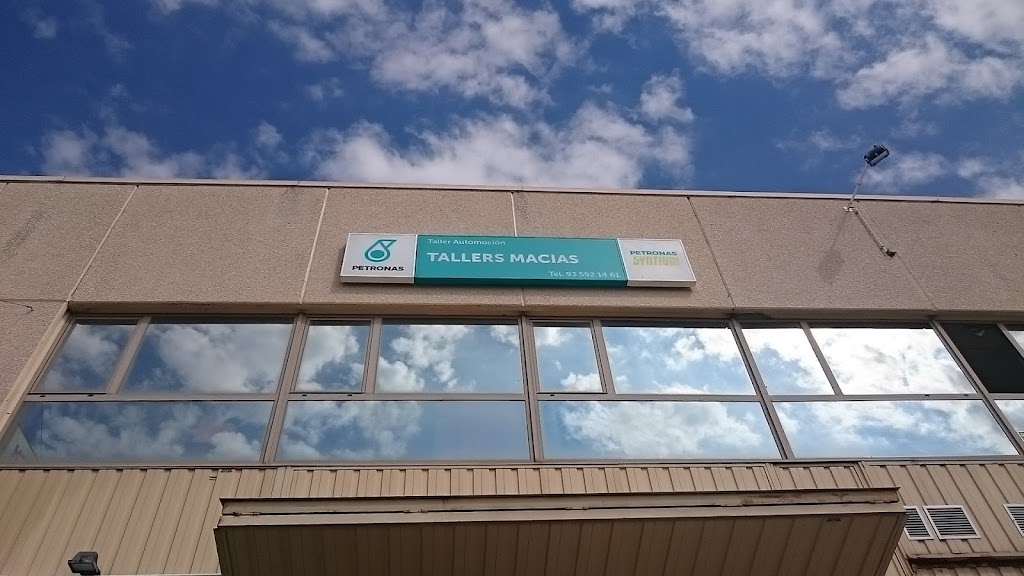 PETRONAS
Taller Automoción
TALLERS MACIAS
Tel. 93 592 14 61
PETRONAS
SYNTIUM